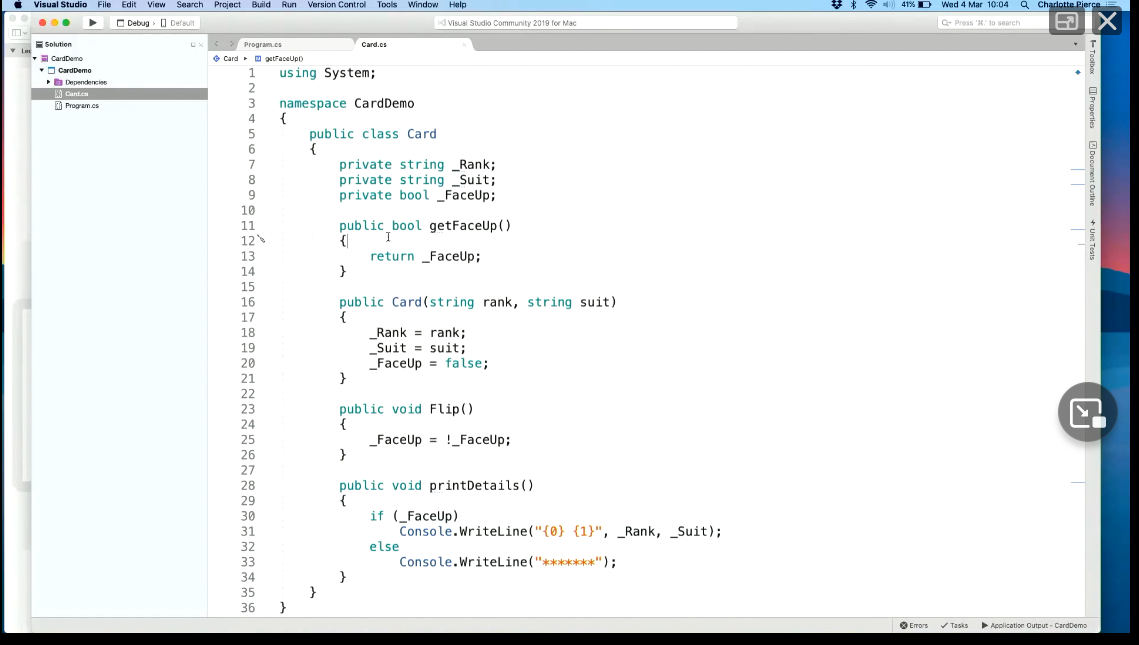 Visual Studio File Edit View Search Project Build Run Version Control Tools Window Help 41% Wed 4 Mar 10:04 Charlotte Pierce
Debug Default Visual Studio Community 2019 for Mac Press '⌘.' to search
Solution
CardDemo
CardDemo
Dependencies
Card.cs
Program.cs
Program.cs Card.cs
Card getFaceUp()
1 using System;
2
3 namespace CardDemo
4 {
5 public class Card
6 {
7 private string _Rank;
8 private string _Suit;
9 private bool _FaceUp;
10
11 public bool getFaceUp()
12 {
13 return _FaceUp;
14 }
15
16 public Card(string rank, string suit)
17 {
18 _Rank = rank;
19 _Suit = suit;
20 _FaceUp = false;
21 }
22
23 public void Flip()
24 {
25 _FaceUp = !_FaceUp;
26 }
27
28 public void printDetails()
29 {
30 if (_FaceUp)
31 Console.WriteLine("{0} {1}", _Rank, _Suit);
32 else
33 Console.WriteLine("*******");
34 }
35 }
36 }
Toolbox
Properties
Document Outline
Unit Tests
Errors Tasks Application Output - CardDemo